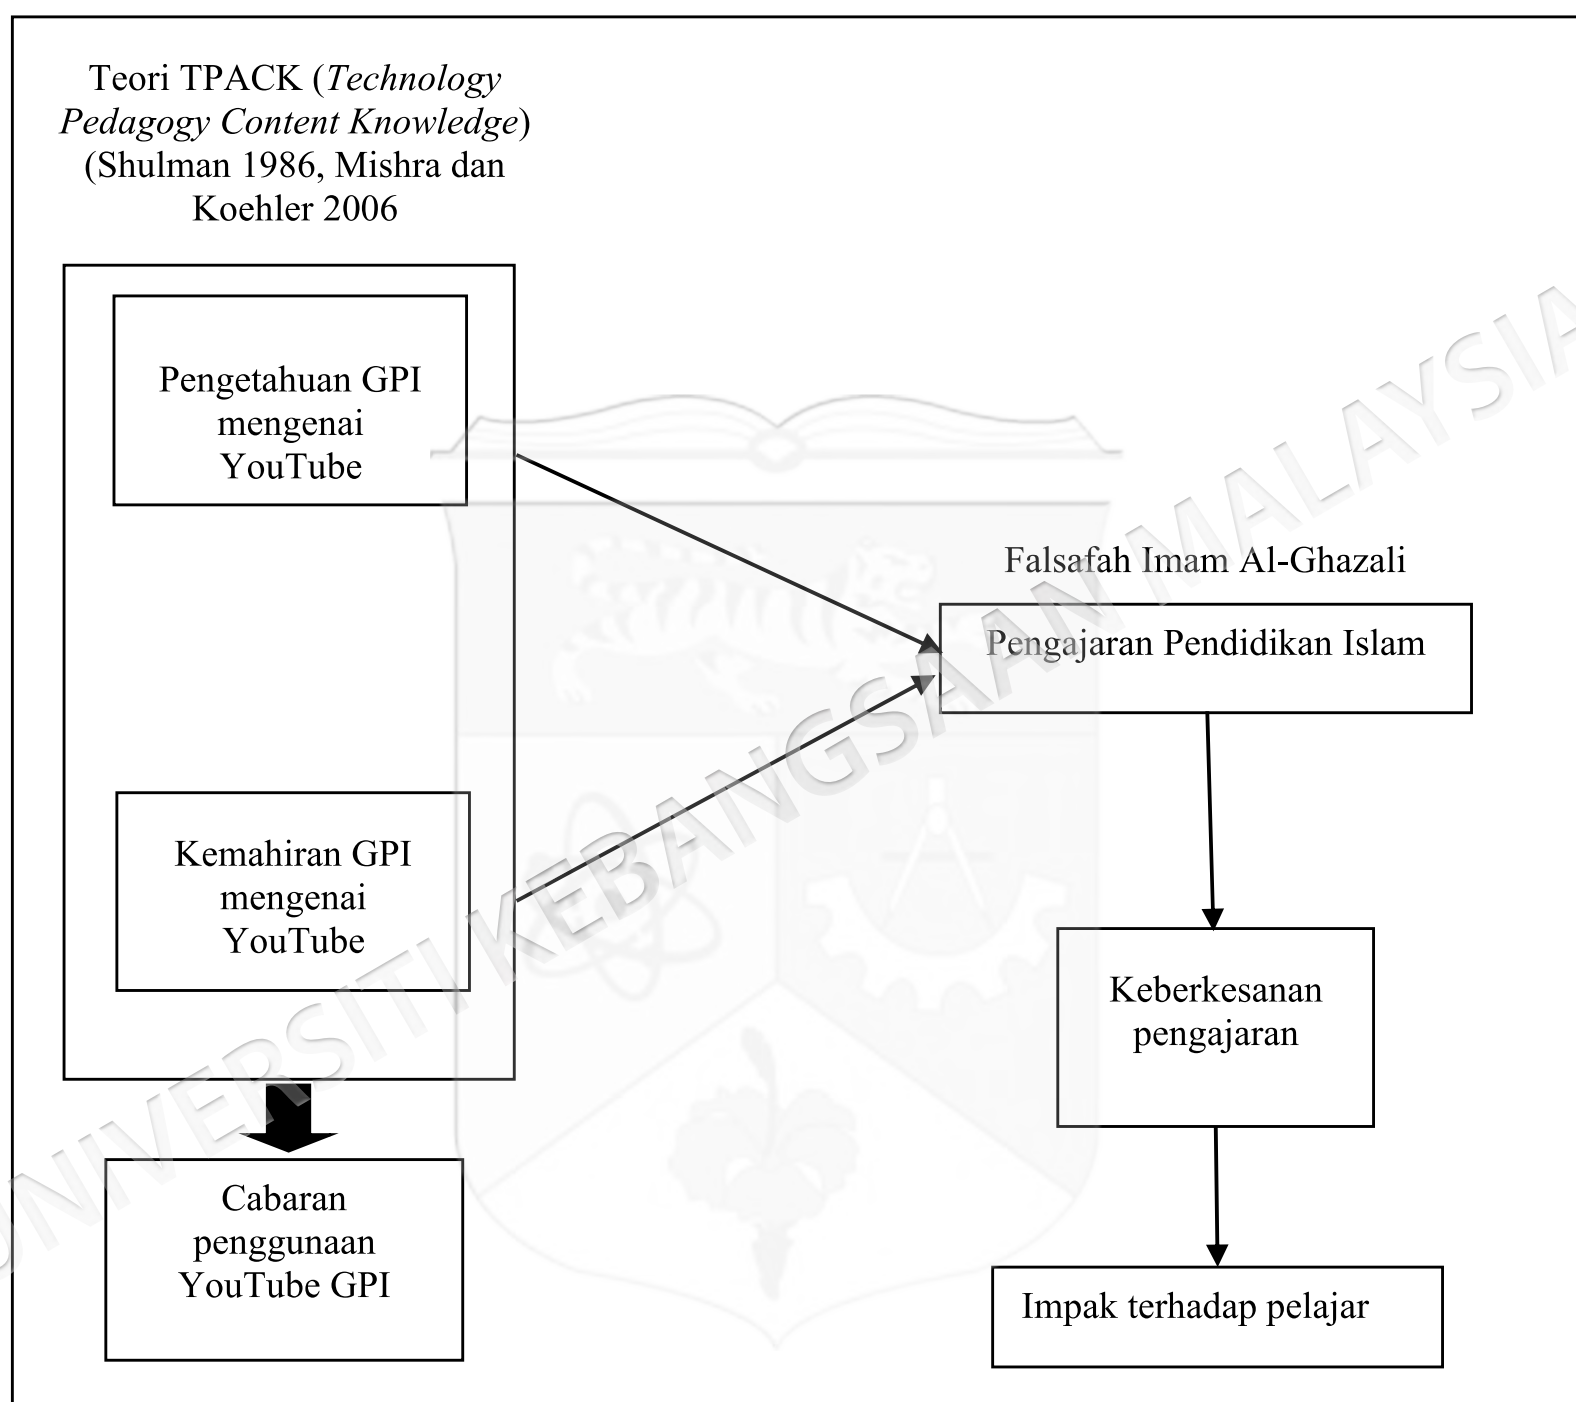 Teori TPACK (Technology
Pedagogy Content Knowledge)
(Shulman 1986, Mishra dan
Koehler 2006
Pengetahuan GPI
mengenai
YouTube
Kemahiran GPI
mengenai
YouTube
Cabaran
penggunaan
YouTube GPI
Falsafah Imam Al-Ghazali
Pengajaran Pendidikan Islam
Keberkesanan
pengajaran
Impak terhadap pelajar
UNIVERSITI KEBANGSAAN MALAYSIA